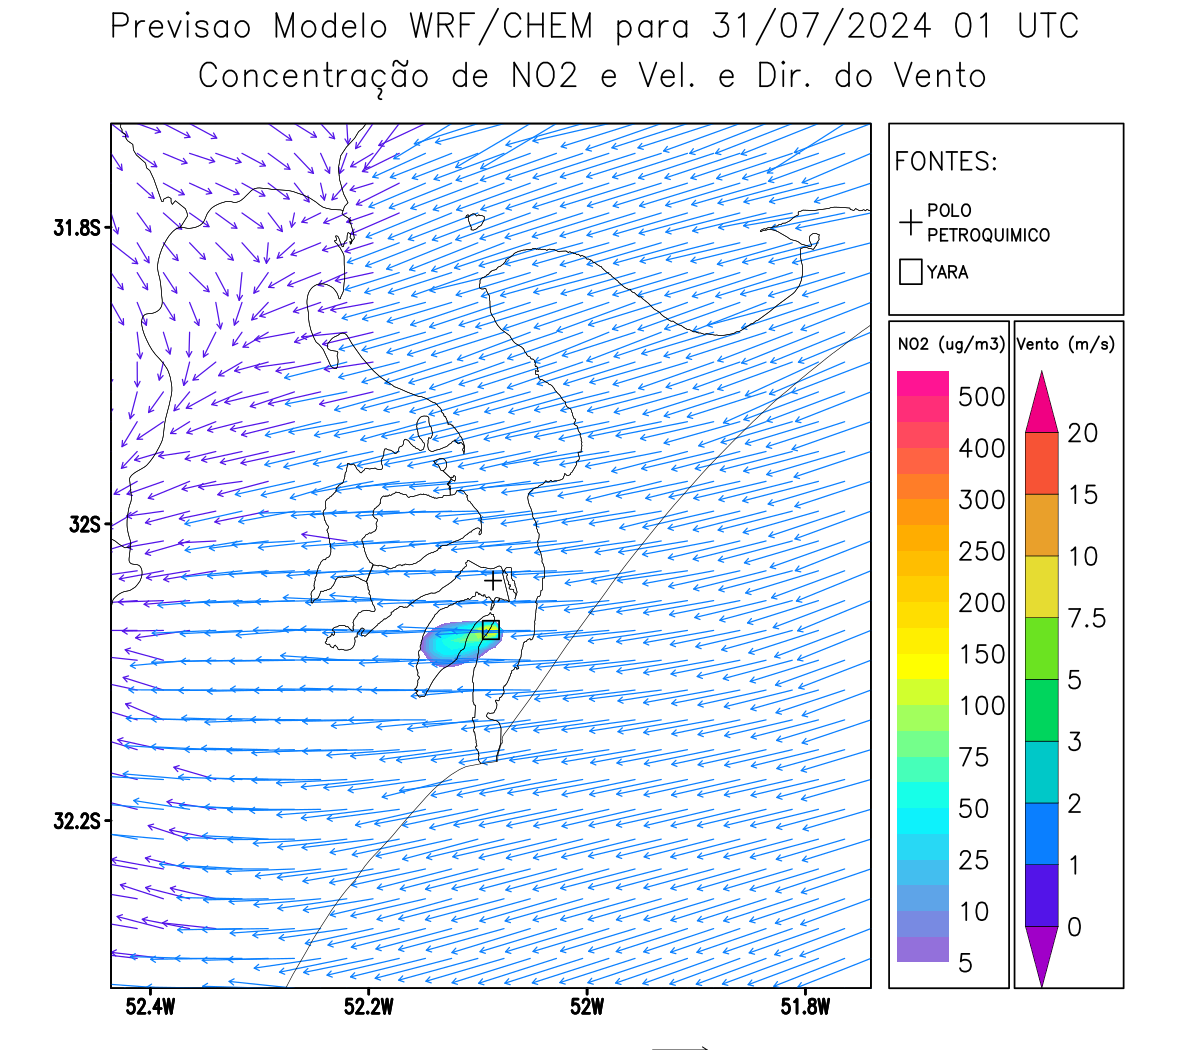 Previsao Modelo WRF/CHEM para 31/07/2024 01 UTC
Concentração de NO2 e Vel. e Dir. do Vento
FONTES:
POLO
PETROQUIMICO
YARA
NO2 (ug/m3)
500
400
300
250
200
150
100
75
50
25
10
5
Vento (m/s)
20
15
10
7.5
5
3
2
1
0
31.8S
32S
32.2S
52.4W
52.2W
52W
51.8W